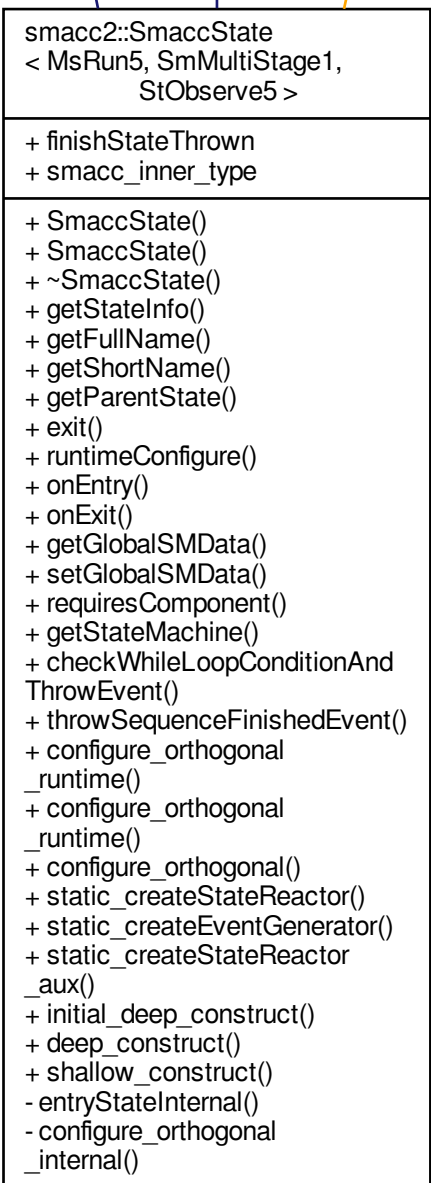 smacc2::SmaccState
< MsRun5, SmMultiStage1,
StObserve5 >
+ finishStateThrown
+ smacc_inner_type
+ SmaccState()
+ SmaccState()
+ ~SmaccState()
+ getStateInfo()
+ getFullName()
+ getShortName()
+ getParentState()
+ exit()
+ runtimeConfigure()
+ onEntry()
+ onExit()
+ getGlobalSMData()
+ setGlobalSMData()
+ requiresComponent()
+ getStateMachine()
+ checkWhileLoopConditionAnd
ThrowEvent()
+ throwSequenceFinishedEvent()
+ configure_orthogonal
_runtime()
+ configure_orthogonal
_runtime()
+ configure_orthogonal()
+ static_createStateReactor()
+ static_createEventGenerator()
+ static_createStateReactor
_aux()
+ initial_deep_construct()
+ deep_construct()
+ shallow_construct()
- entryStateInternal()
- configure_orthogonal
_internal()